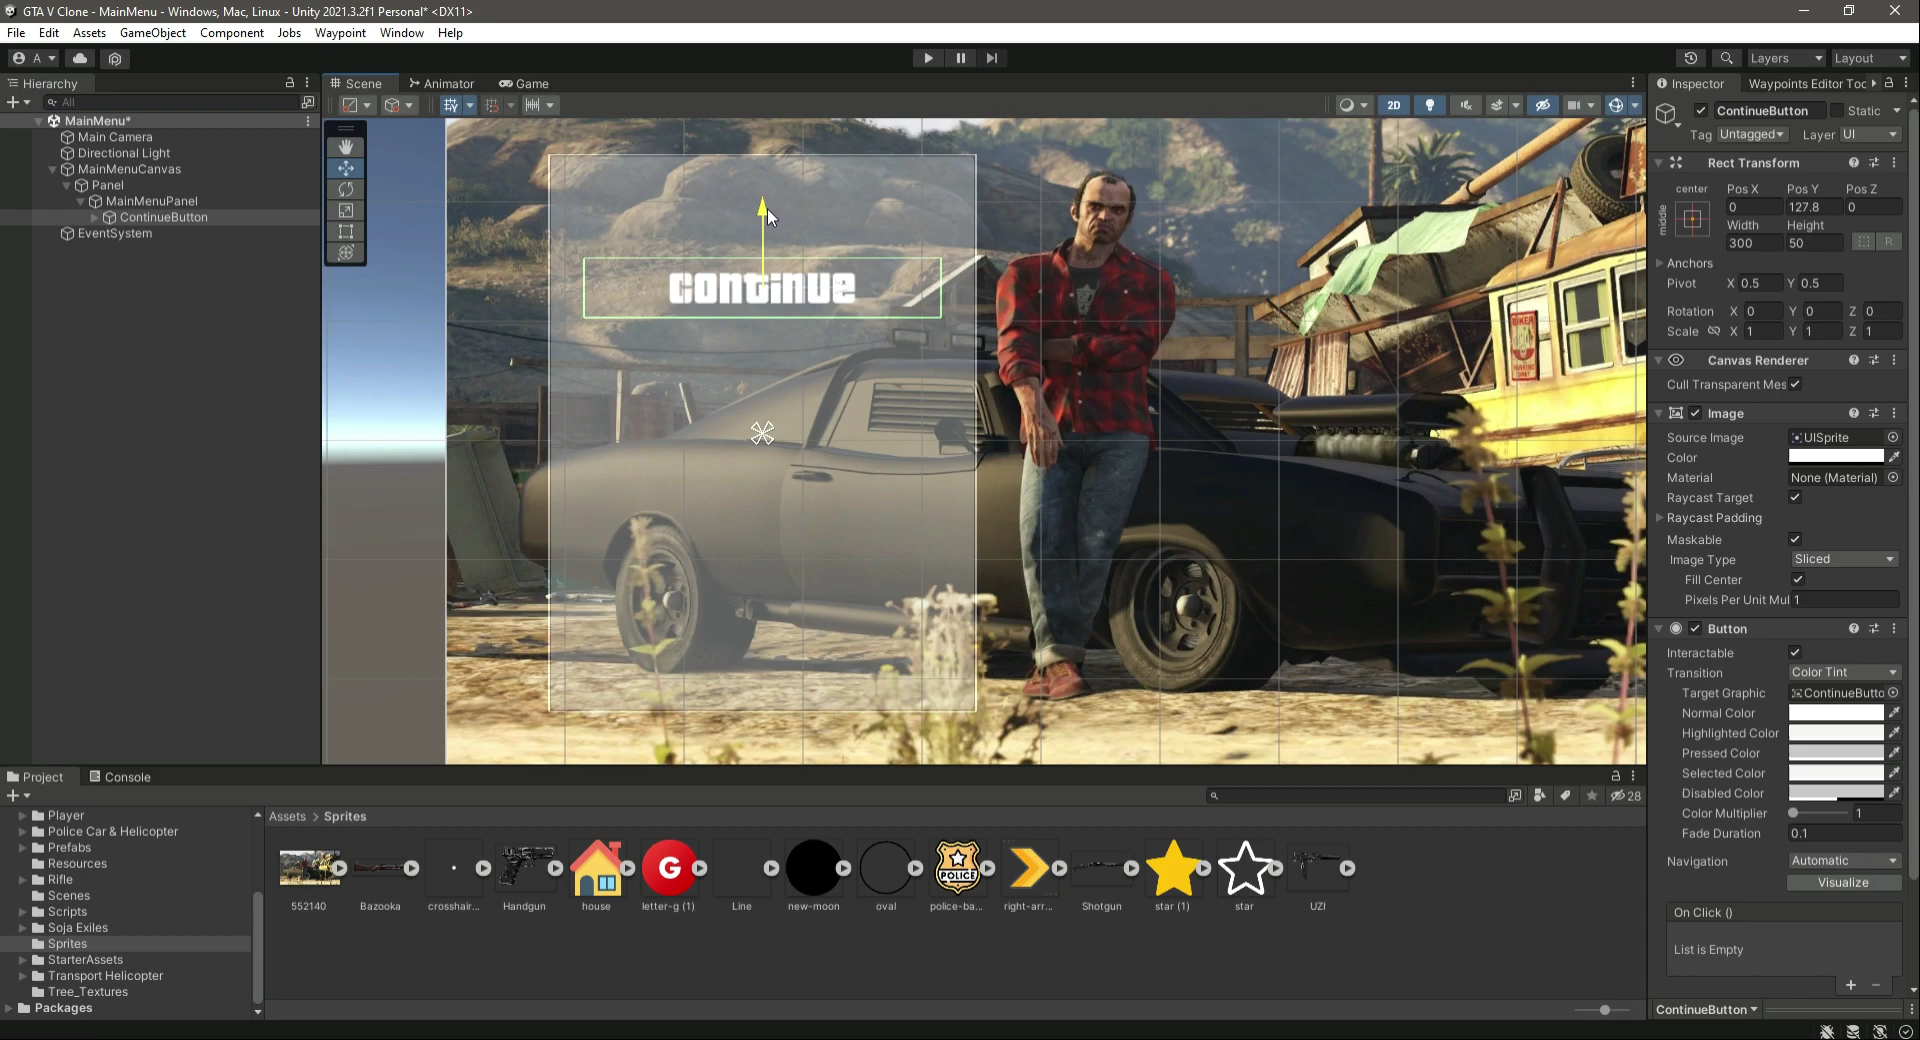 GTA V Clone - MainMenu - Windows, Mac, Linux - Unity 2021.3.2f1 Personal* <DX11>
File Edit Assets GameObject Component Jobs Waypoint Window Help
A Layers Layout
Hierarchy
All
MainMenu*
Main Camera
Directional Light
MainMenuCanvas
Panel
MainMenuPanel
ContinueButton
EventSystem
Scene Animator Game
2D
continue
BIKER
Inspector Waypoints Editor Toc
ContinueButton Static
Tag Untagged Layer UI
Rect Transform
center Pos X Pos Y Pos Z
middle 0 127.8 0
Width Height
300 50 R
Anchors
Pivot X 0.5 Y 0.5
Rotation X 0 Y 0 Z 0
Scale X 1 Y 1 Z 1
Canvas Renderer
Cull Transparent Mes
Image
Source Image UISprite
Color
Material None (Material)
Raycast Target
Raycast Padding
Maskable
Image Type Sliced
Fill Center
Pixels Per Unit Mul 1
Button
Interactable
Transition Color Tint
Target Graphic ContinueButto
Normal Color
Highlighted Color
Pressed Color
Selected Color
Disabled Color
Color Multiplier 1
Fade Duration 0.1
Navigation Automatic
Visualize
On Click ()
List is Empty
+ -
ContinueButton
Project Console
28
Player
Police Car & Helicopter
Prefabs
Resources
Rifle
Scenes
Scripts
Soja Exiles
Sprites
StarterAssets
Transport Helicopter
Tree_Textures
Packages
Assets > Sprites
G POLICE
552140 Bazooka crosshair... Handgun house letter-g (1) Line new-moon oval police-ba... right-arr... Shotgun star (1) star UZI